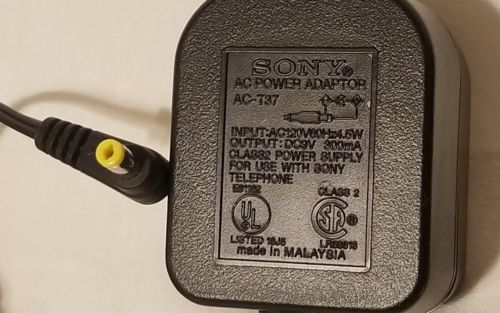 SONY®
AC POWER ADAPTOR
AC-T37
INPUT:AC120V60Hz4.5W
OUTPUT:DC9V 300mA
CLASS2 POWER SUPPLY
FOR USE WITH SONY
TELEPHONE
CLASS 2
UL
LISTED
made in MALAYSIA